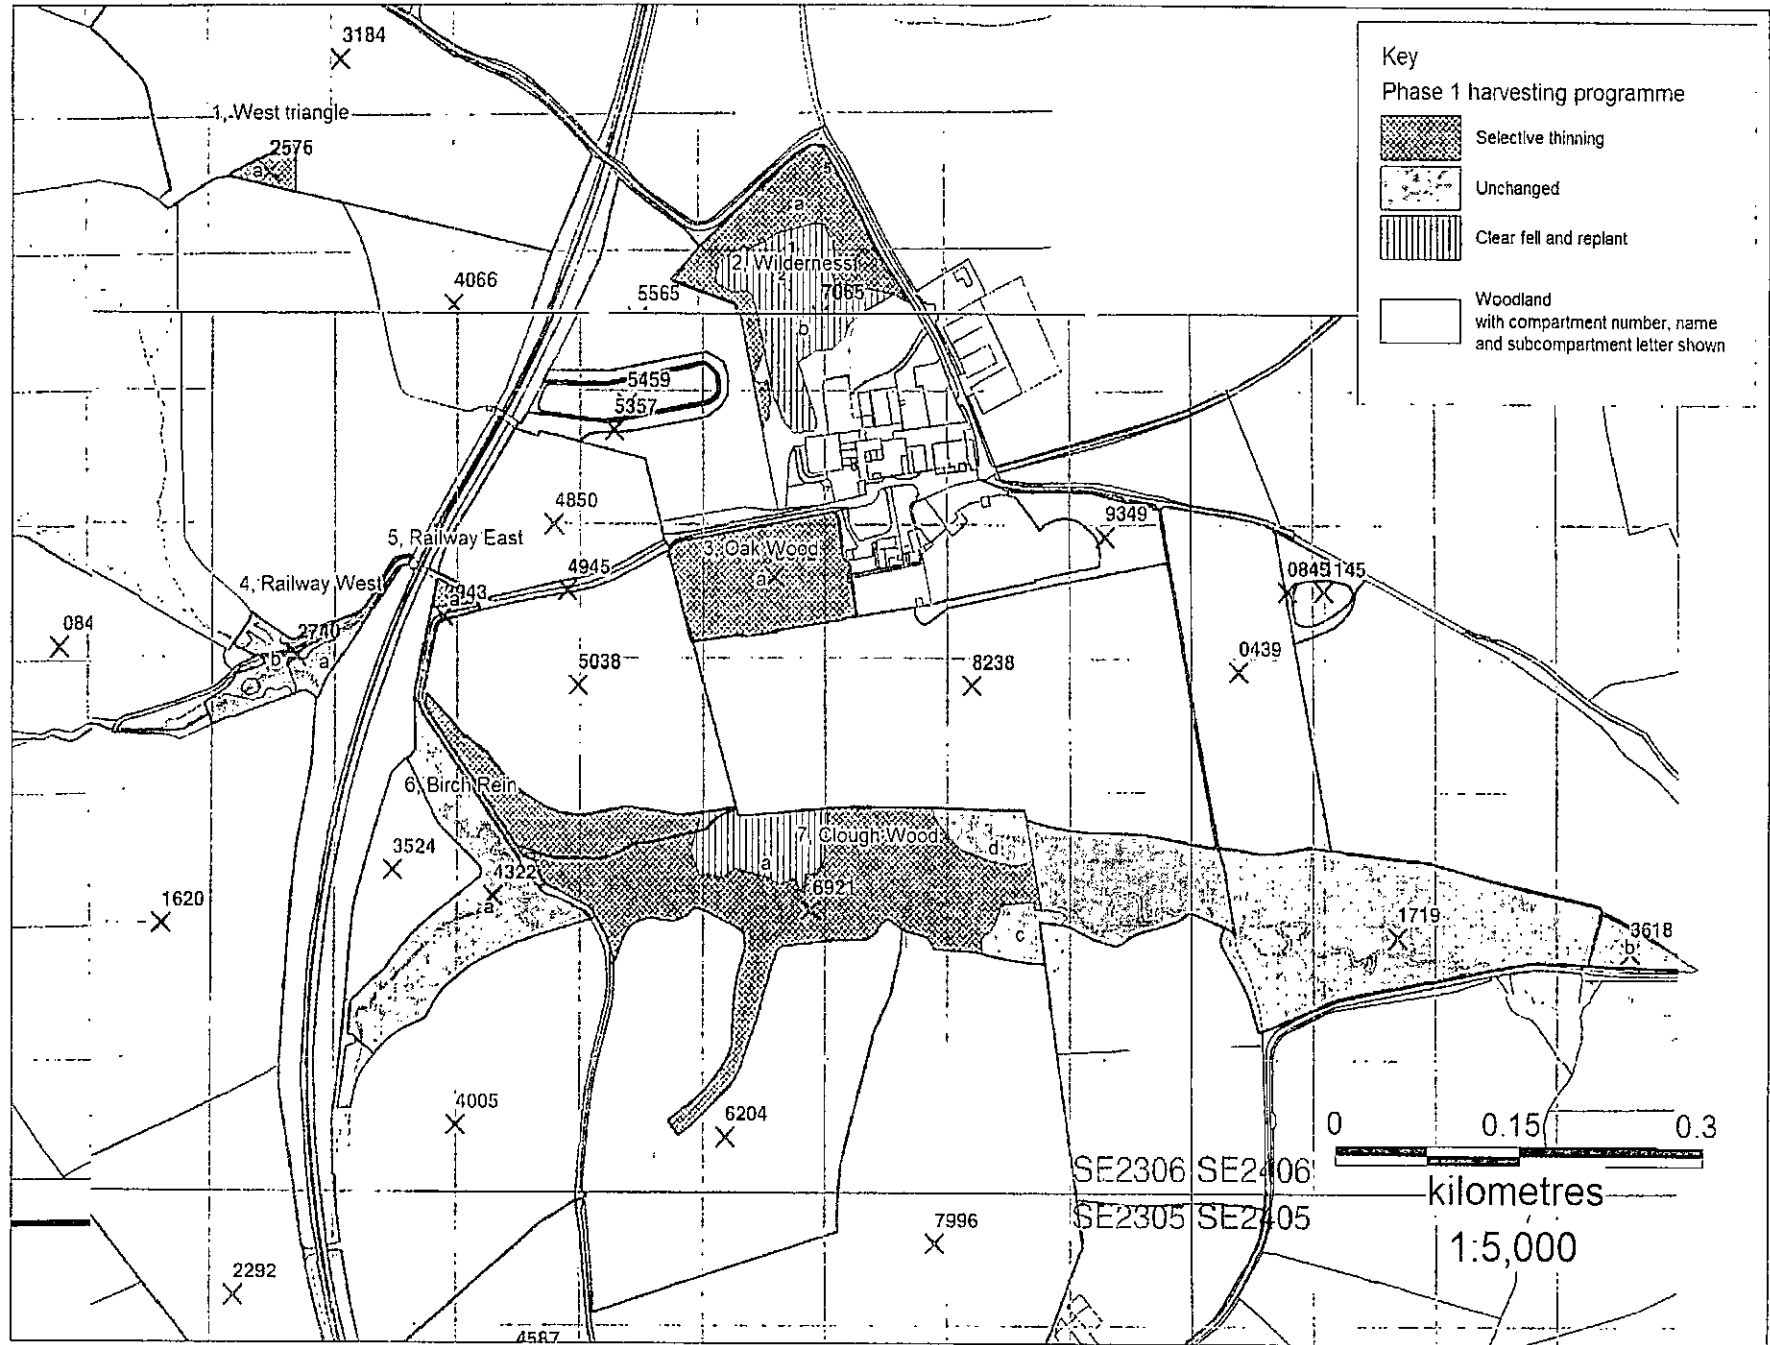 3184
1, West triangle
2576
a
Key
Phase 1 harvesting programme
Selective thinning
Unchanged
Clear fell and replant
Woodland
with compartment number, name
and subcompartment letter shown
a
2, Wilderness
7065
b
4066
5565
5459
5357
4850
5, Railway East
4, Railway West
4945
a
3, Oak Wood
a
9349
0845
1145
084
2740
b
a
5038
8238
0439
6, Birch Rein
7, Clough Wood
a
d
3524
4322
a
6921
c
1620
1719
3618
b
4005
6204
0
0.15
0.3
kilometres
1:5,000
SE2306
SE2406
SE2305
SE2405
7996
2292
4587